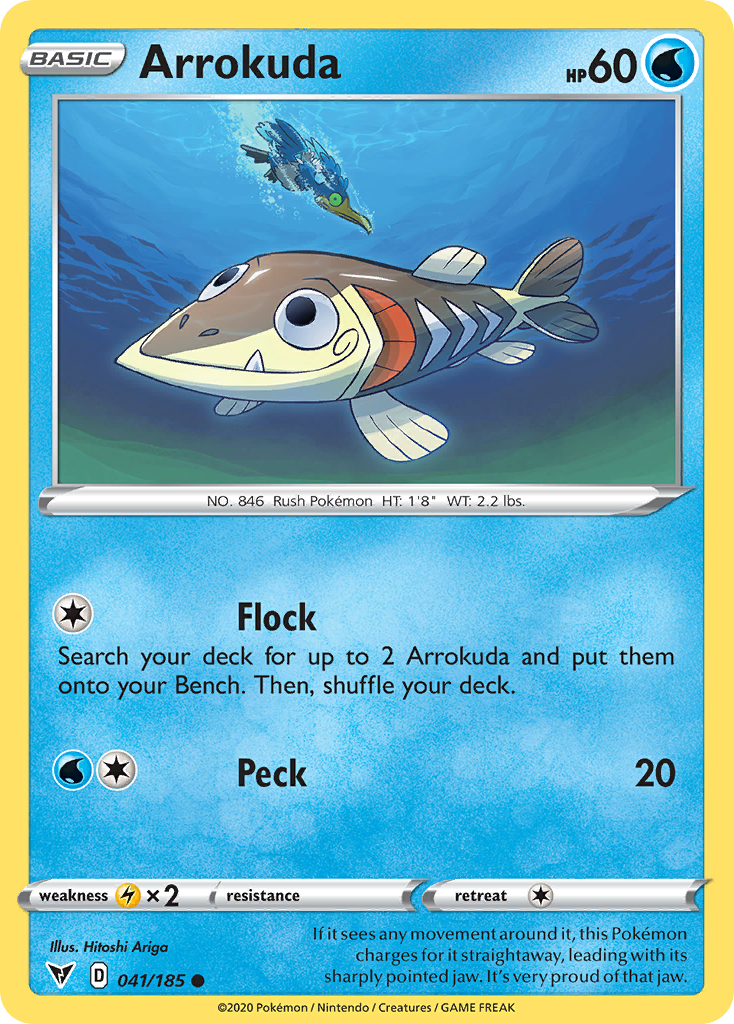 BASIC
Arrokuda
HP60
NO. 846 Rush Pokémon HT: 1'8" WT: 2.2 lbs.
Flock
Search your deck for up to 2 Arrokuda and put them
onto your Bench. Then, shuffle your deck.
Peck 20
weakness ×2 resistance retreat
Illus. Hitoshi Ariga
D 041/185
If it sees any movement around it, this Pokémon
charges for it straightaway, leading with its
sharply pointed jaw. It's very proud of that jaw.
©2020 Pokémon / Nintendo / Creatures / GAME FREAK